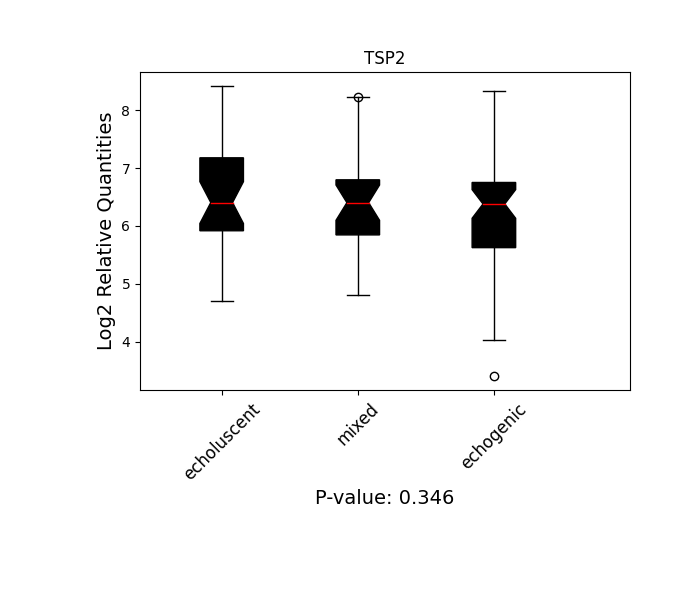 TSP2
Log2 Relative Quantities
8
7
6
5
4
echoluscent
mixed
echogenic
P-value: 0.346